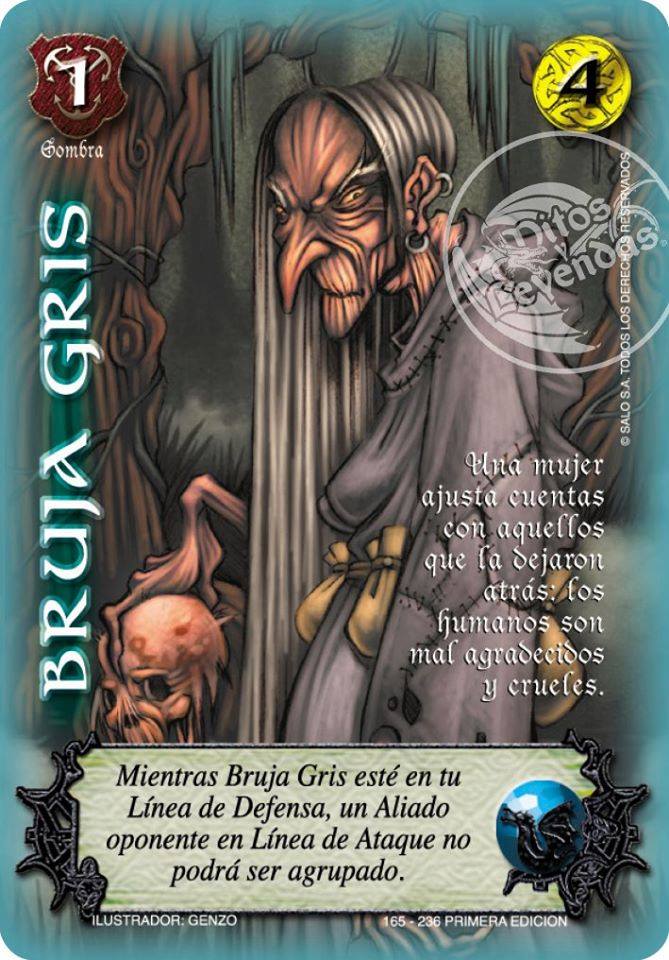 1
Sombra
4
Mitos
y
Leyendas
© SALO S.A. TODOS LOS DERECHOS RESERVADOS
BRUJA GRIS
Una mujer
ajusta cuentas
con aquellos
que la dejaron
atrás: los
humanos son
mal agradecidos
y crueles.
Mientras Bruja Gris esté en tu
Línea de Defensa, un Aliado
oponente en Línea de Ataque no
podrá ser agrupado.
ILUSTRADOR: GENZO
165 - 236 PRIMERA EDICION